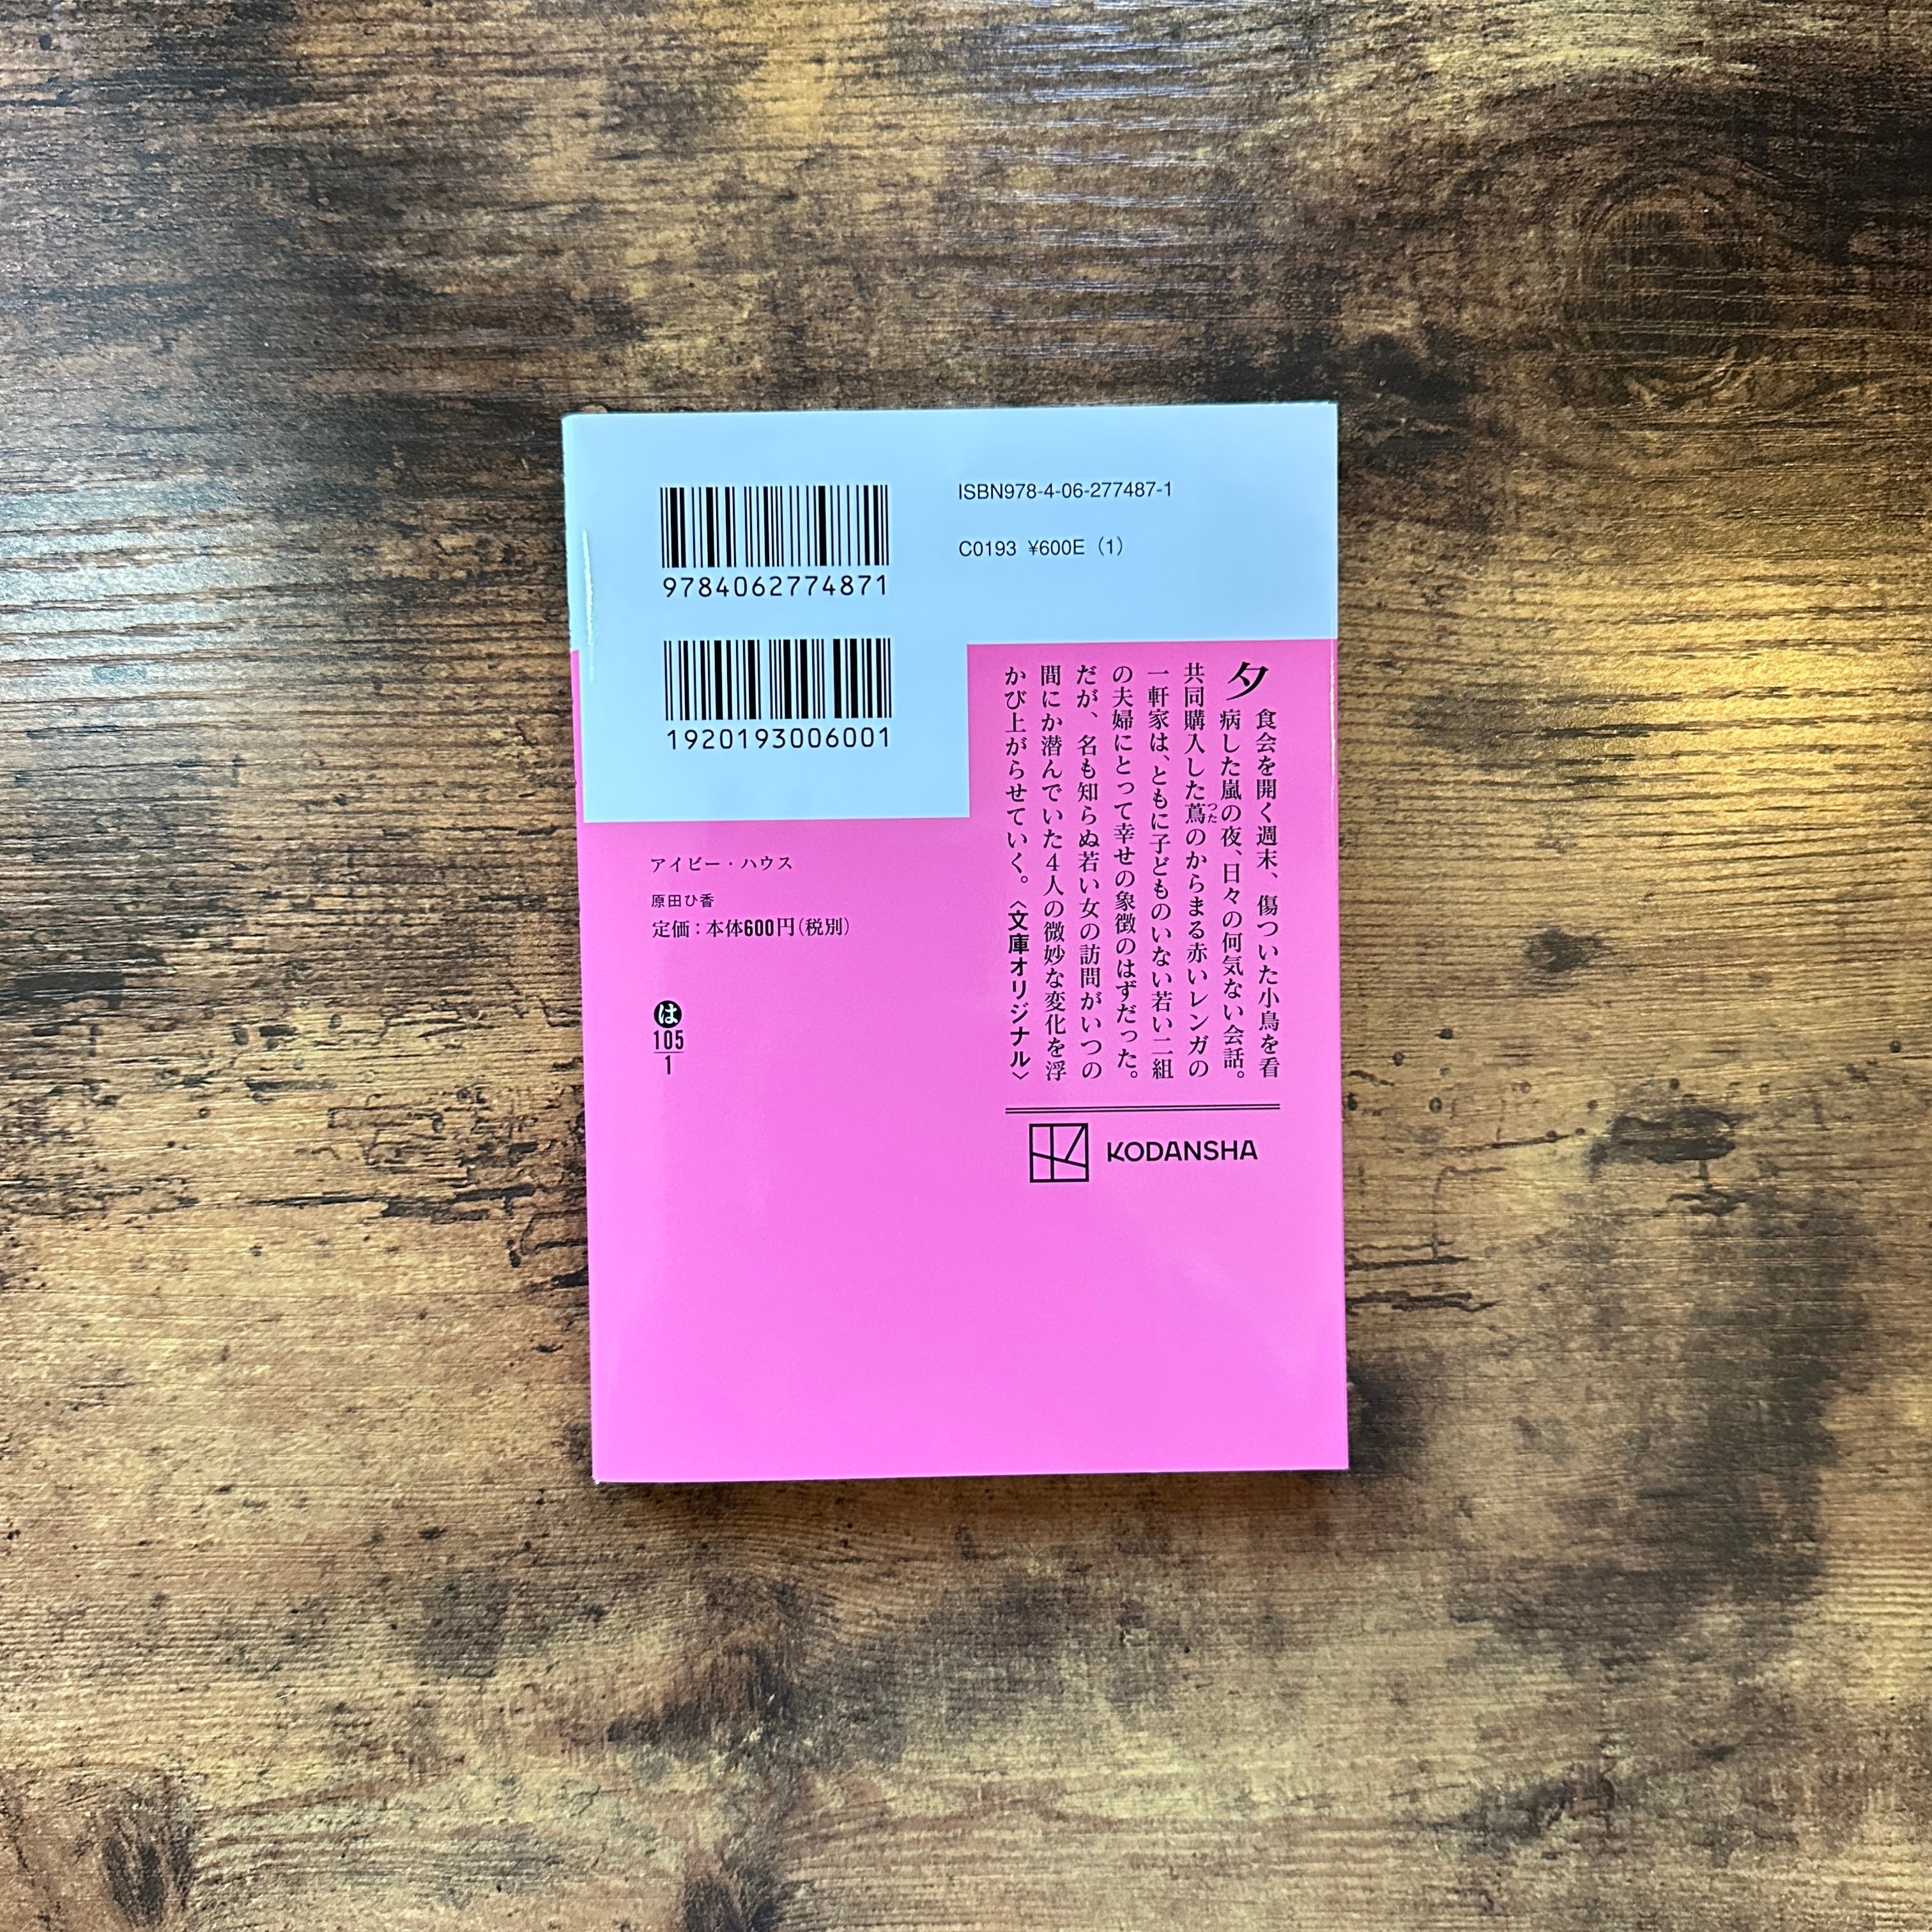 ISBN978-4-06-277487-1
C0193 ¥600E（1）
9784062774871
1920193006001
夕食会を開く週末、傷ついた小鳥を看
病した嵐の夜、日々の何気ない会話。
共同購入した蔦のからまる赤いレンガの
つた
一軒家は、ともに子どものいない若い二組
の夫婦にとって幸せの象徴のはずだった。
だが、名も知らぬ若い女の訪問がいつの
間にか潜んでいた4人の微妙な変化を浮
かび上がらせていく。〈文庫オリジナル〉
KODANSHA
アイビー・ハウス
原田ひ香
定価：本体600円（税別）
は
105
1